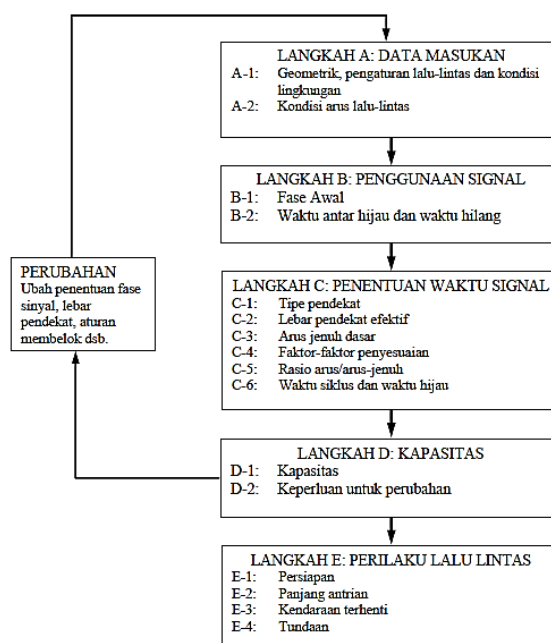 LANGKAH A: DATA MASUKAN
A-1: Geometrik, pengaturan lalu-lintas dan kondisi
lingkungan
A-2: Kondisi arus lalu-lintas
LANGKAH B: PENGGUNAAN SIGNAL
B-1: Fase Awal
B-2: Waktu antar hijau dan waktu hilang
PERUBAHAN
Ubah penentuan fase
sinyal, lebar
pendekat, aturan
membelok dsb.
LANGKAH C: PENENTUAN WAKTU SIGNAL
C-1: Tipe pendekat
C-2: Lebar pendekat efektif
C-3: Arus jenuh dasar
C-4: Faktor-faktor penyesuaian
C-5: Rasio arus/arus-jenuh
C-6: Waktu siklus dan waktu hijau
LANGKAH D: KAPASITAS
D-1: Kapasitas
D-2: Keperluan untuk perubahan
LANGKAH E: PERILAKU LALU LINTAS
E-1: Persiapan
E-2: Panjang antrian
E-3: Kendaraan terhenti
E-4: Tundaan